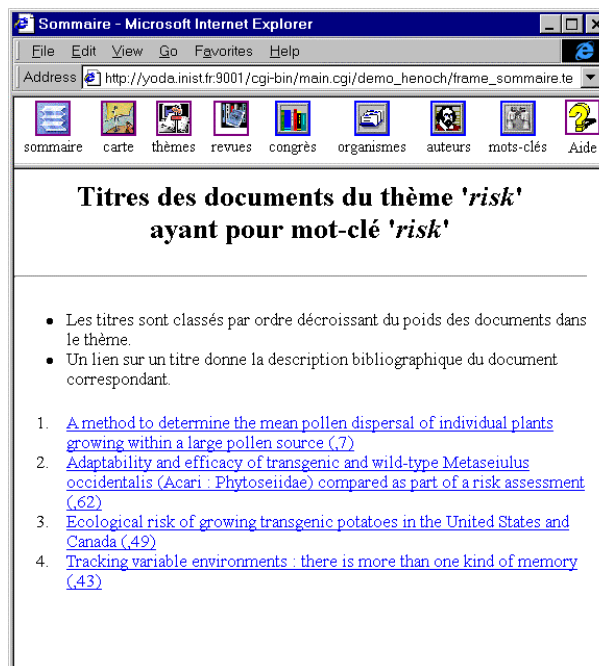 Sommaire - Microsoft Internet Explorer
File Edit View Go Favorites Help
Address http://yoda.inist.fr:9001/cgi-bin/main.cgi/demo_henoch/frame_sommaire.te
sommaire carte thèmes revues congrès organismes auteurs mots-clés Aide
Titres des documents du thème 'risk'
ayant pour mot-clé 'risk'
• Les titres sont classés par ordre décroissant du poids des documents dans
le thème.
• Un lien sur un titre donne la description bibliographique du document
correspondant.
1. A method to determine the mean pollen dispersal of individual plants
growing within a large pollen source (,7)
2. Adaptability and efficacy of transgenic and wild-type Metaseiulus
occidentalis (Acari : Phytoseiidae) compared as part of a risk assessment
(,62)
3. Ecological risk of growing transgenic potatoes in the United States and
Canada (,49)
4. Tracking variable environments : there is more than one kind of memory
(,43)